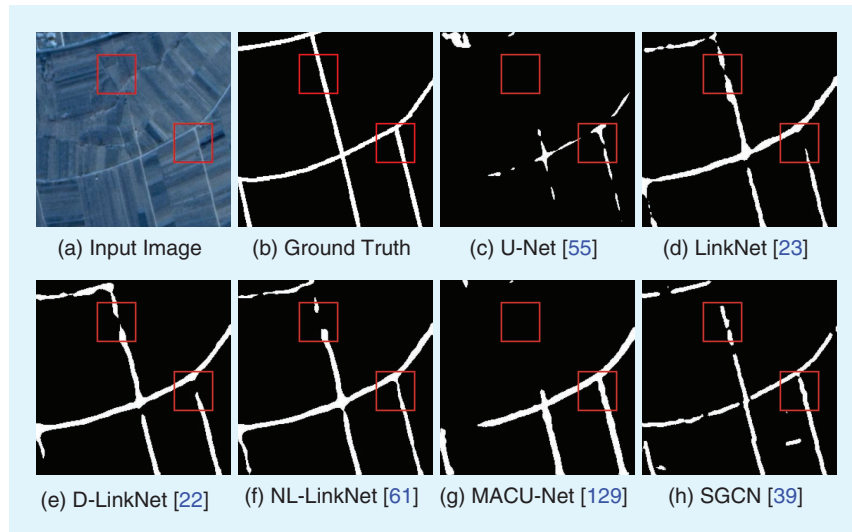 (a) Input Image
(b) Ground Truth
(c) U-Net [55]
(d) LinkNet [23]
(e) D-LinkNet [22]
(f) NL-LinkNet [61]
(g) MACU-Net [129]
(h) SGCN [39]